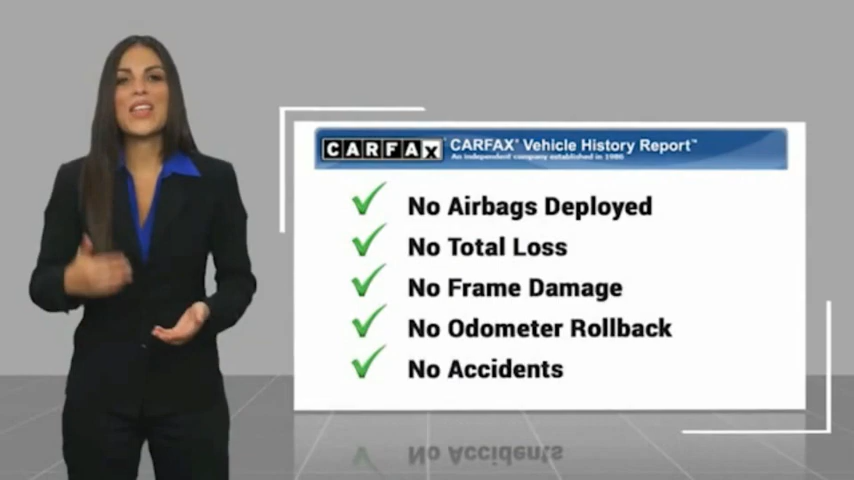 CARFAX CARFAX® Vehicle History Report™
An independent company established in 1986
No Airbags Deployed
No Total Loss
No Frame Damage
No Odometer Rollback
No Accidents
No Accidents